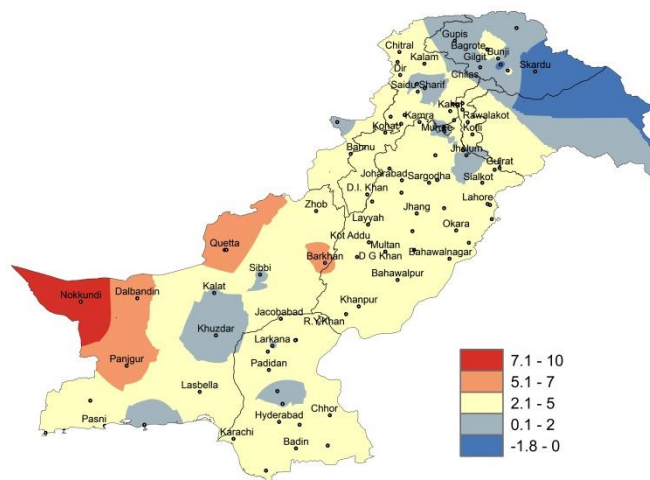 Gupis
Chitral
Bagrote
Bunji
Kalam
Gilgit
Skardu
Dir
Chilas
Saidu Sharif
Kakul
Kamra
Rawalakot
Murree
Kotli
Kohat
Bannu
Jhelum
Gujrat
Joharabad
Sargodha
Sialkot
D.I. Khan
Zhob
Lahore
Jhang
Layyah
Okara
Kot Addu
Quetta
Multan
Barkhan
D G Khan
Bahawalnagar
Sibbi
Bahawalpur
Nokkundi
Dalbandin
Kalat
Khanpur
Jacobabad
R.Y.Khan
Khuzdar
Larkana
Panjgur
Padidan
Lasbella
Pasni
Hyderabad
Chhor
Karachi
Badin
7.1 - 10
5.1 - 7
2.1 - 5
0.1 - 2
-1.8 - 0